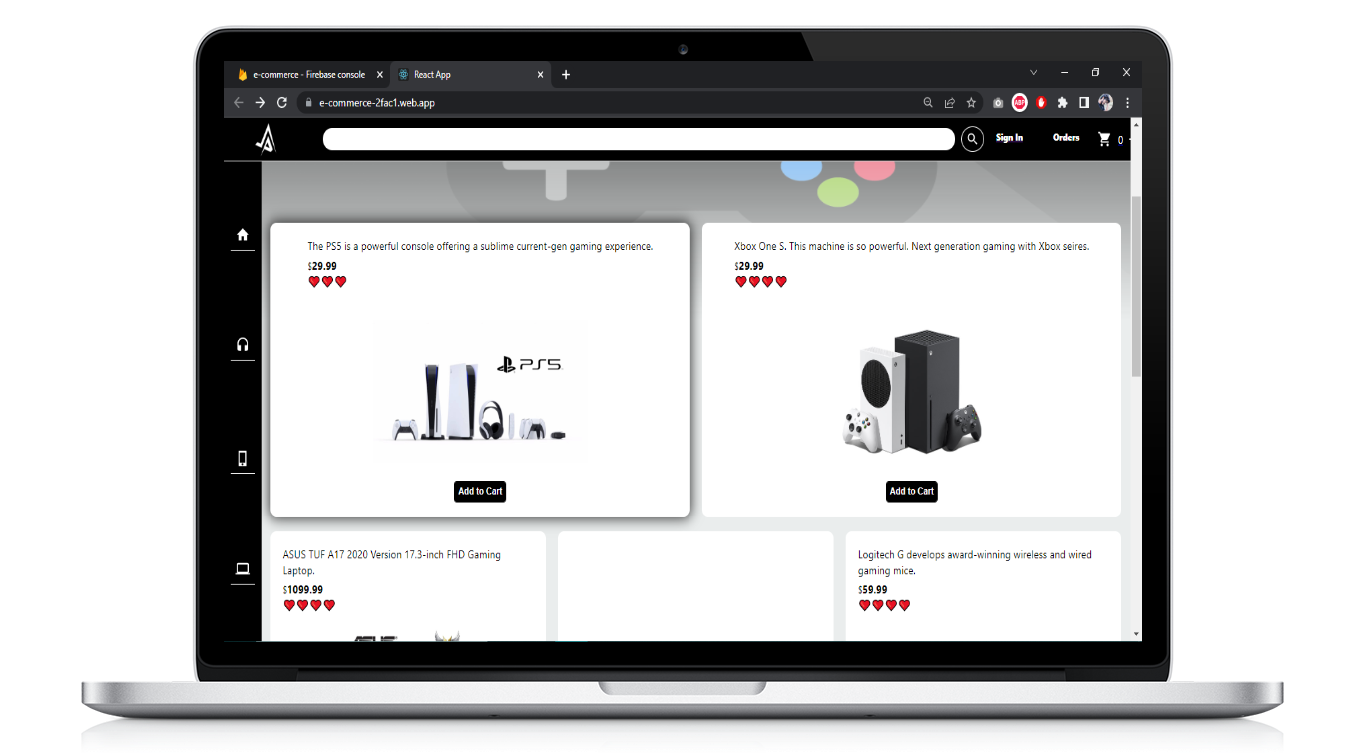 e-commerce - Firebase console
React App
e-commerce-2fac1.web.app
ABP
Sign In
Orders
0
The PS5 is a powerful console offering a sublime current-gen gaming experience.
$29.99
PS5
Add to Cart
Xbox One S. This machine is so powerful. Next generation gaming with Xbox seires.
$29.99
Add to Cart
ASUS TUF A17 2020 Version 17.3-inch FHD Gaming
Laptop.
$1099.99
ASUS
Logitech G develops award-winning wireless and wired
gaming mice.
$59.99